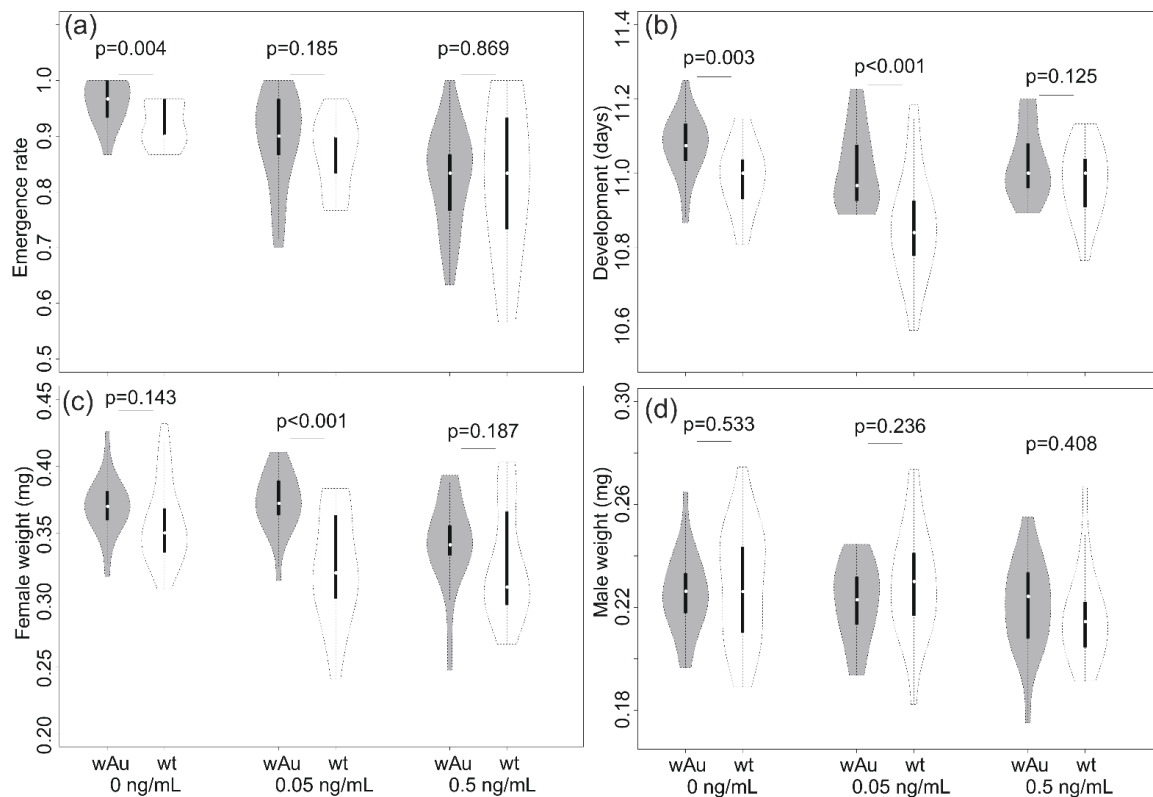 (a)
p=0.004 p=0.185 p=0.869
Emergence rate
1.0
0.9
0.8
0.7
0.6
0.5
(b)
p=0.003 p<0.001 p=0.125
Development (days)
11.4
11.2
11.0
10.8
10.6
(c)
p=0.143 p<0.001 p=0.187
Female weight (mg)
0.45
0.40
0.35
0.30
0.25
0.20
wAu wt wAu wt wAu wt
0 ng/mL 0.05 ng/mL 0.5 ng/mL
(d)
p=0.533 p=0.236 p=0.408
Male weight (mg)
0.30
0.26
0.22
0.18
wAu wt wAu wt wAu wt
0 ng/mL 0.05 ng/mL 0.5 ng/mL